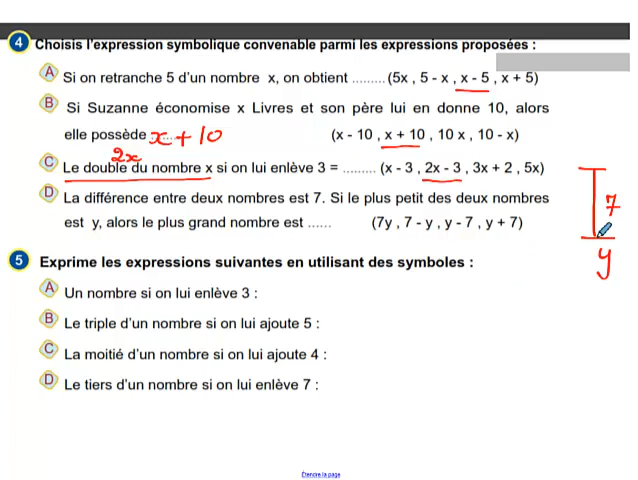 4 Choisis l'expression symbolique convenable parmi les expressions proposées :
A Si on retranche 5 d'un nombre x, on obtient ......... (5x , 5 - x , x - 5 , x + 5)
B Si Suzanne économise x Livres et son père lui en donne 10, alors
elle possède ...... x + 10 (x - 10 , x + 10 , 10 x , 10 - x)
2x
C Le double du nombre x si on lui enlève 3 = ......... (x - 3 , 2x - 3 , 3x + 2 , 5x)
D La différence entre deux nombres est 7. Si le plus petit des deux nombres
est y, alors le plus grand nombre est ...... (7y , 7 - y , y - 7 , y + 7)
7
y
5 Exprime les expressions suivantes en utilisant des symboles :
A Un nombre si on lui enlève 3 :
B Le triple d'un nombre si on lui ajoute 5 :
C La moitié d'un nombre si on lui ajoute 4 :
D Le tiers d'un nombre si on lui enlève 7 :
Étendre la page